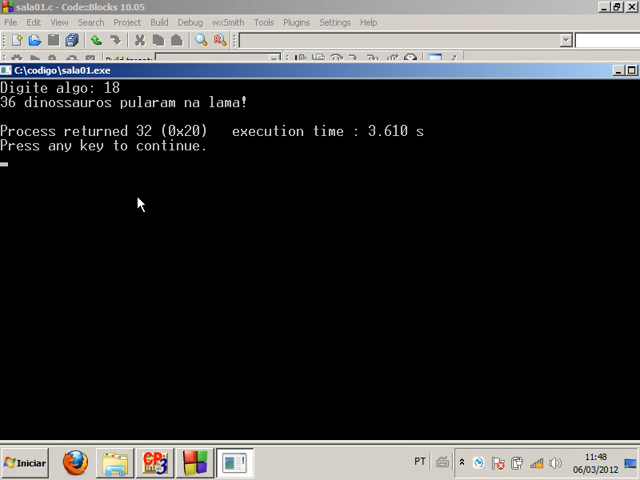 sala01.c - Code::Blocks 10.05
File Edit View Search Project Build Debug wxSmith Tools Plugins Settings Help
C:\codigo\sala01.exe
Digite algo: 18
36 dinossauros pularam na lama!
Process returned 32 (0x20) execution time : 3.610 s
Press any key to continue.
Iniciar
PT
11:48
06/03/2012